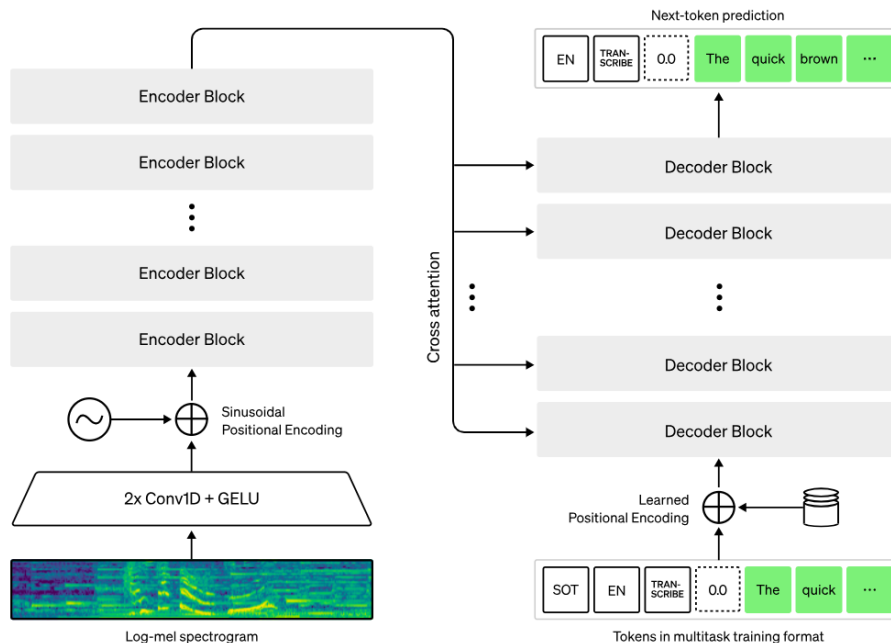 Next-token prediction
EN
TRAN-
SCRIBE
0.0
The
quick
brown
...
Encoder Block
Encoder Block
Encoder Block
Encoder Block
Sinusoidal
Positional Encoding
2x Conv1D + GELU
Log-mel spectrogram
Cross attention
Decoder Block
Decoder Block
Decoder Block
Decoder Block
Learned
Positional Encoding
SOT
EN
TRAN-
SCRIBE
0.0
The
quick
...
Tokens in multitask training format